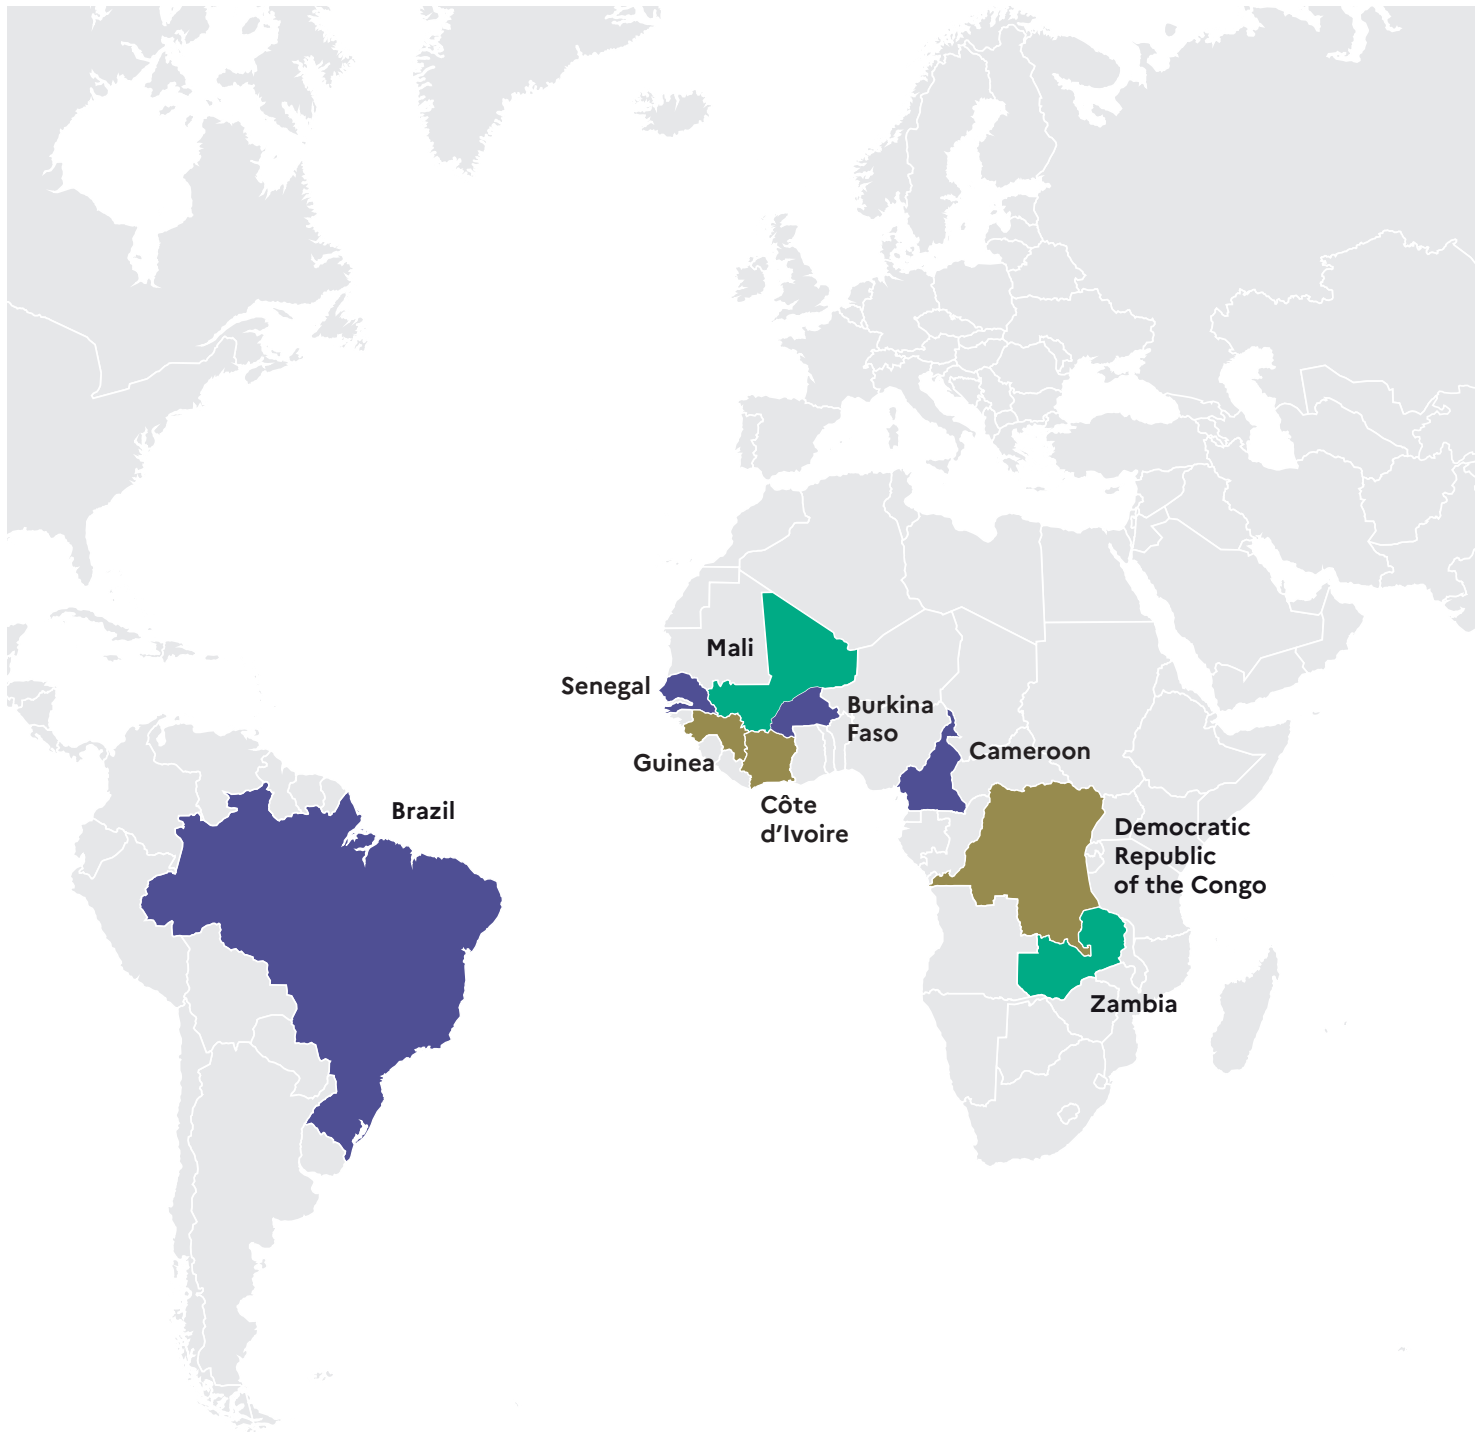 Mali
Senegal
Burkina
Faso
Cameroon
Guinea
Côte
d’Ivoire
Brazil
Democratic
Republic
of the Congo
Zambia